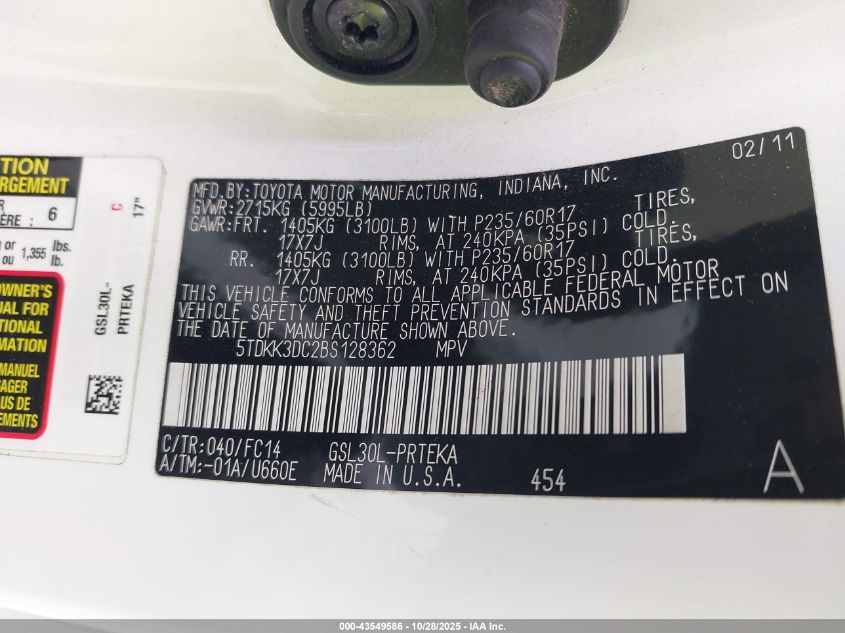 TION
RGEMENT
R
ÈRE : 6
or 1,355 lbs.
ou lb.
OWNER'S
UAL FOR
TIONAL
MATION
MANUEL
AGER
LUS DE
EMENTS
C 17"
GSL30L-
PRTEKA
02/11
MFD. BY: TOYOTA MOTOR MANUFACTURING, INDIANA, INC.
GVWR: 2715KG (5995LB)
GAWR: FRT. 1405KG (3100LB) WITH P235/60R17 TIRES,
17X7J RIMS, AT 240KPA (35PSI) COLD.
RR. 1405KG (3100LB) WITH P235/60R17 TIRES,
17X7J RIMS, AT 240KPA (35PSI) COLD.
THIS VEHICLE CONFORMS TO ALL APPLICABLE FEDERAL MOTOR
VEHICLE SAFETY AND THEFT PREVENTION STANDARDS IN EFFECT ON
THE DATE OF MANUFACTURE SHOWN ABOVE.
5TDKK3DC2BS128362 MPV
C/TR: 040/FC14 GSL30L-PRTEKA
A/TM: -01A/U660E MADE IN U.S.A. 454 A
000-43549586 | 10/28/2025 | IAA Inc.